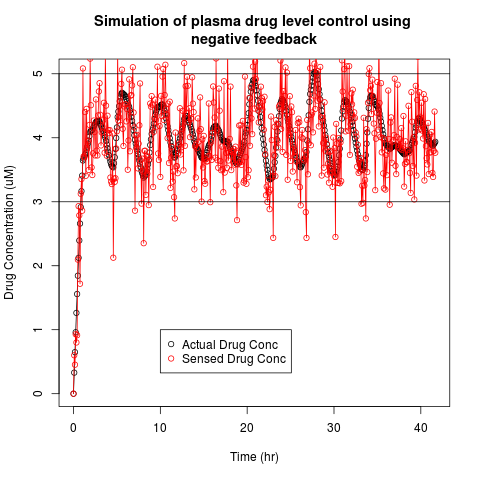 Simulation of plasma drug level control using
negative feedback
Drug Concentration (uM)
5
4
3
2
1
0
Actual Drug Conc
Sensed Drug Conc
0 10 20 30 40
Time (hr)